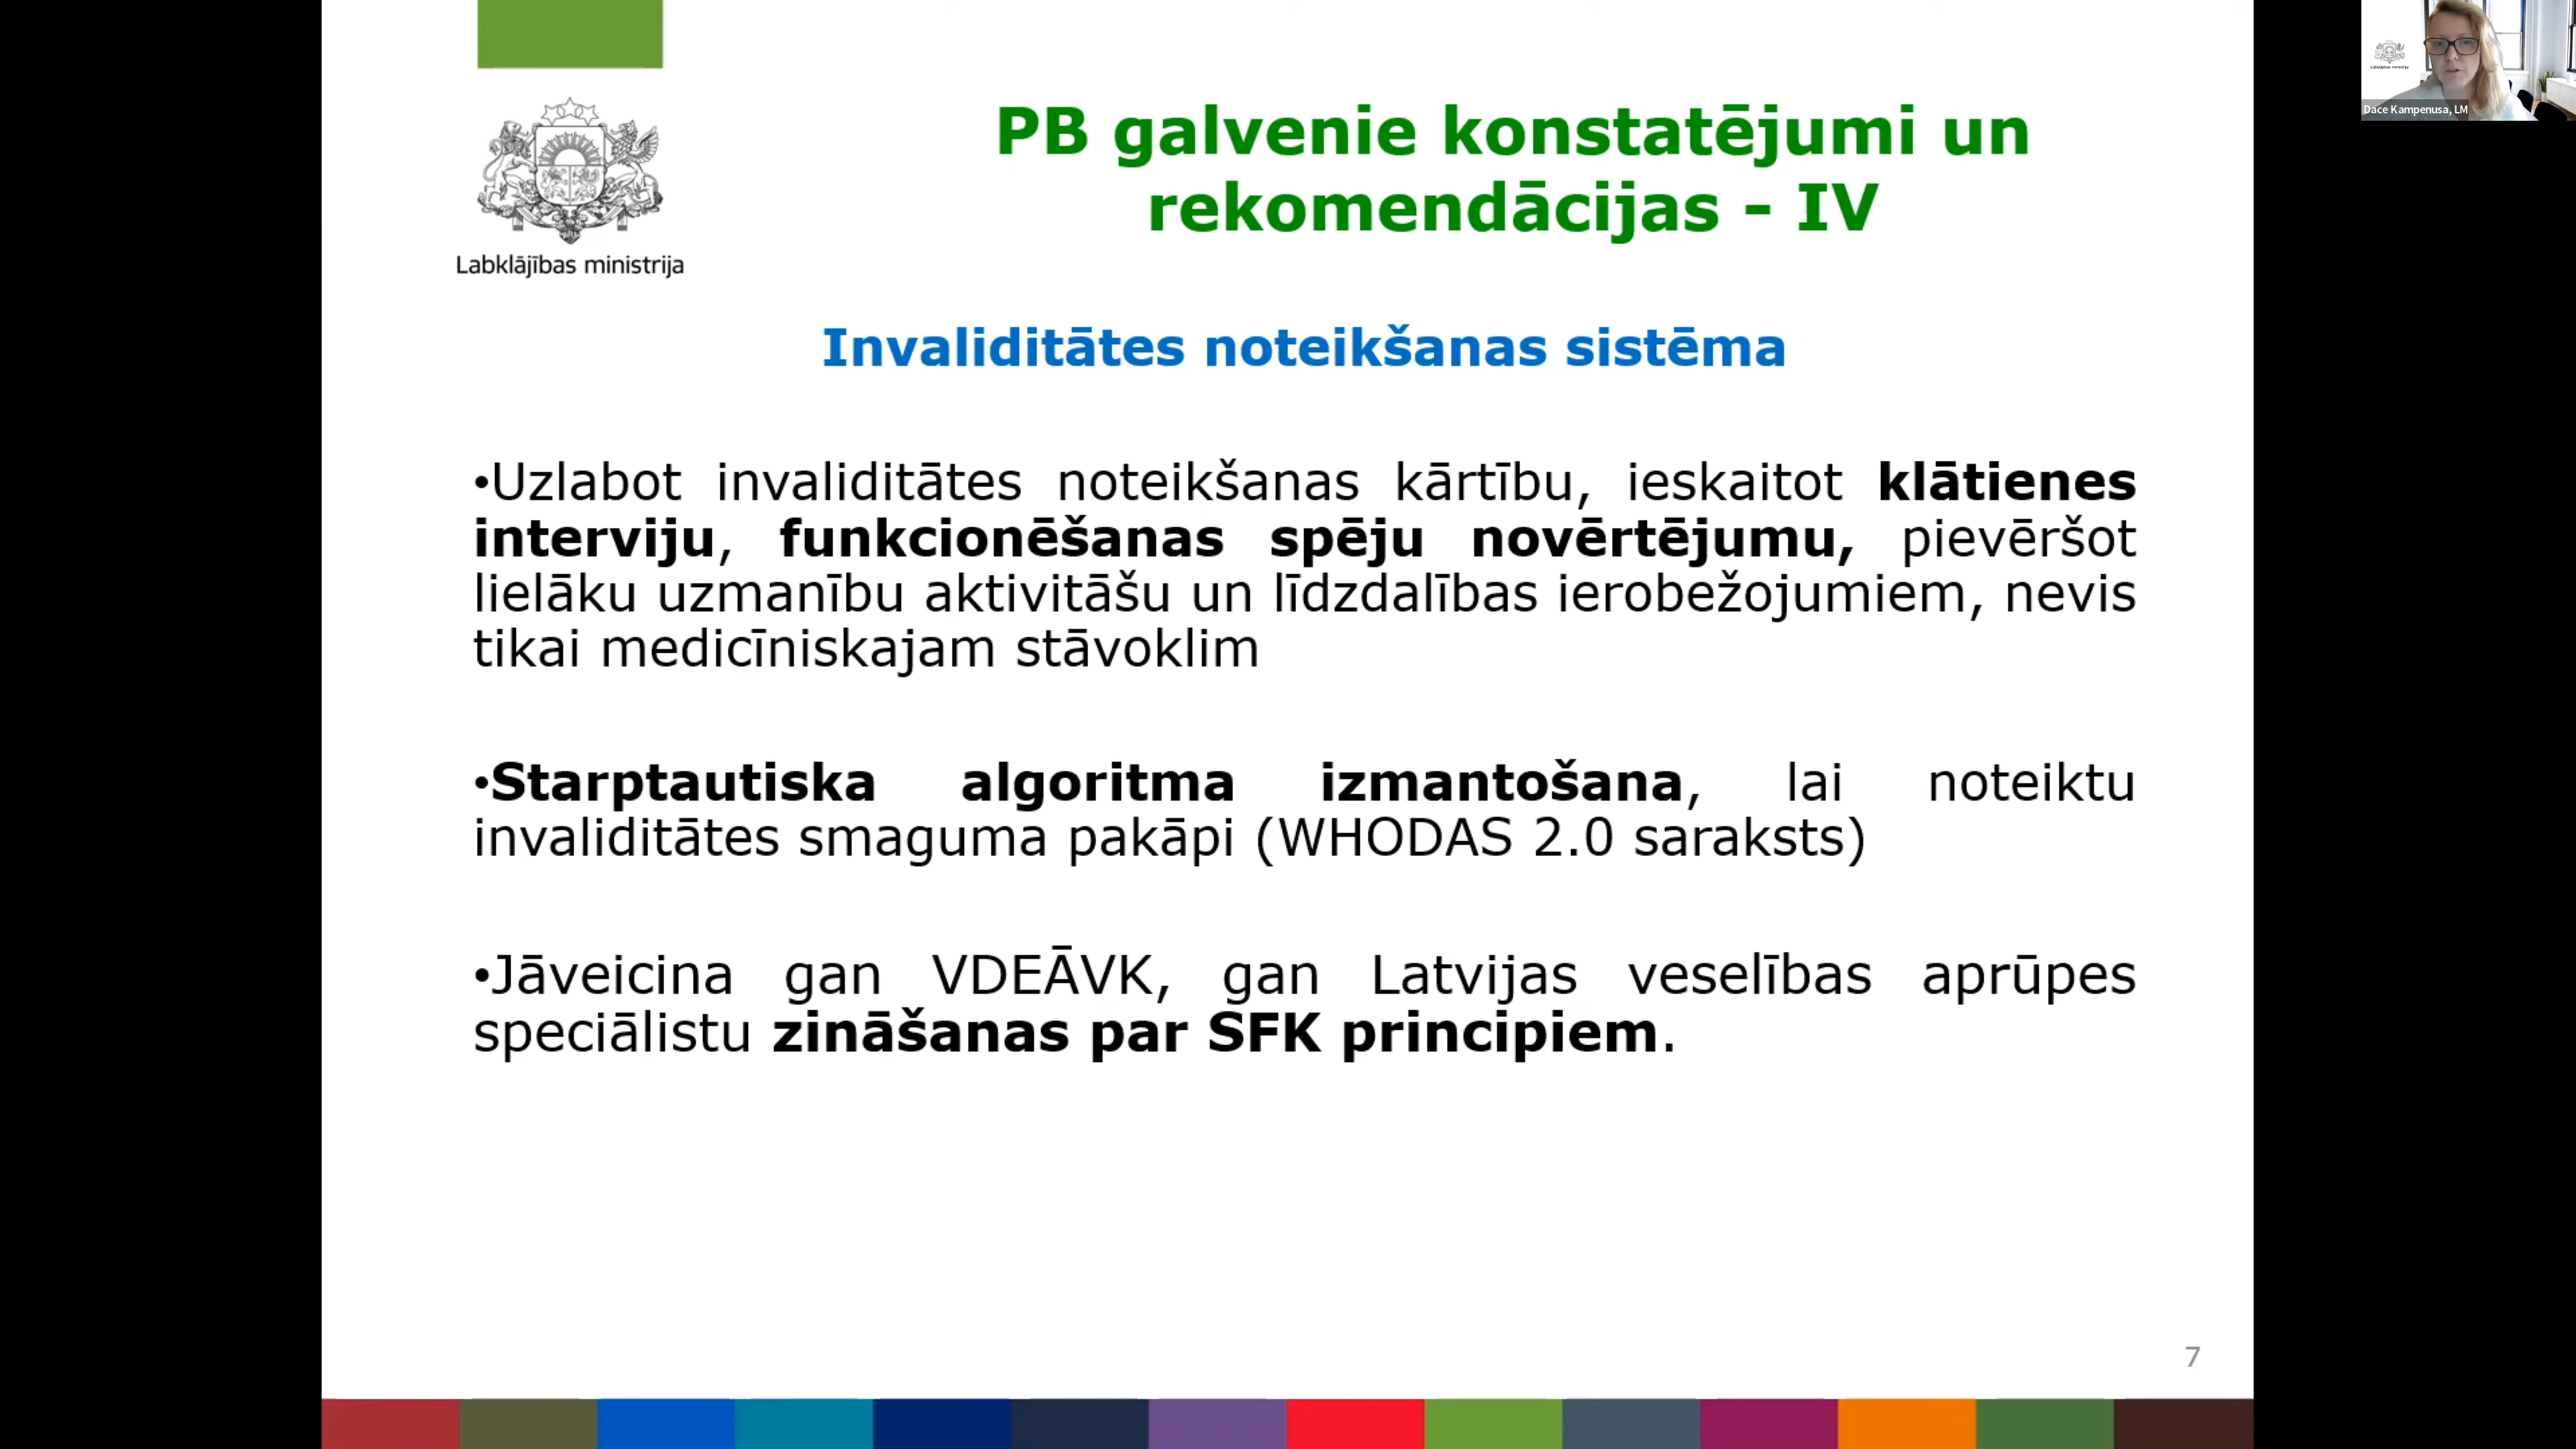 PB galvenie konstatējumi un
rekomendācijas - IV
Labklājības ministrija
Dace Kampenusa, LM
Invaliditātes noteikšanas sistēma
•Uzlabot invaliditātes noteikšanas kārtību, ieskaitot klātienes
interviju, funkcionēšanas spēju novērtējumu, pievēršot
lielāku uzmanību aktivitāšu un līdzdalības ierobežojumiem, nevis
tikai medicīniskajam stāvoklim
•Starptautiska algoritma izmantošana, lai noteiktu
invaliditātes smaguma pakāpi (WHODAS 2.0 saraksts)
•Jāveicina gan VDEĀVK, gan Latvijas veselības aprūpes
speciālistu zināšanas par SFK principiem.
7